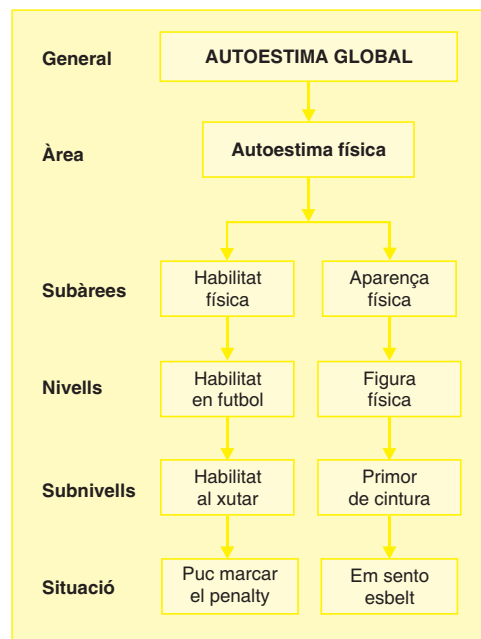 General
AUTOESTIMA GLOBAL
Àrea
Autoestima física
Subàrees
Habilitat
física
Aparença
física
Nivells
Habilitat
en futbol
Figura
física
Subnivells
Habilitat
al xutar
Primor
de cintura
Situació
Puc marcar
el penalty
Em sento
esbelt